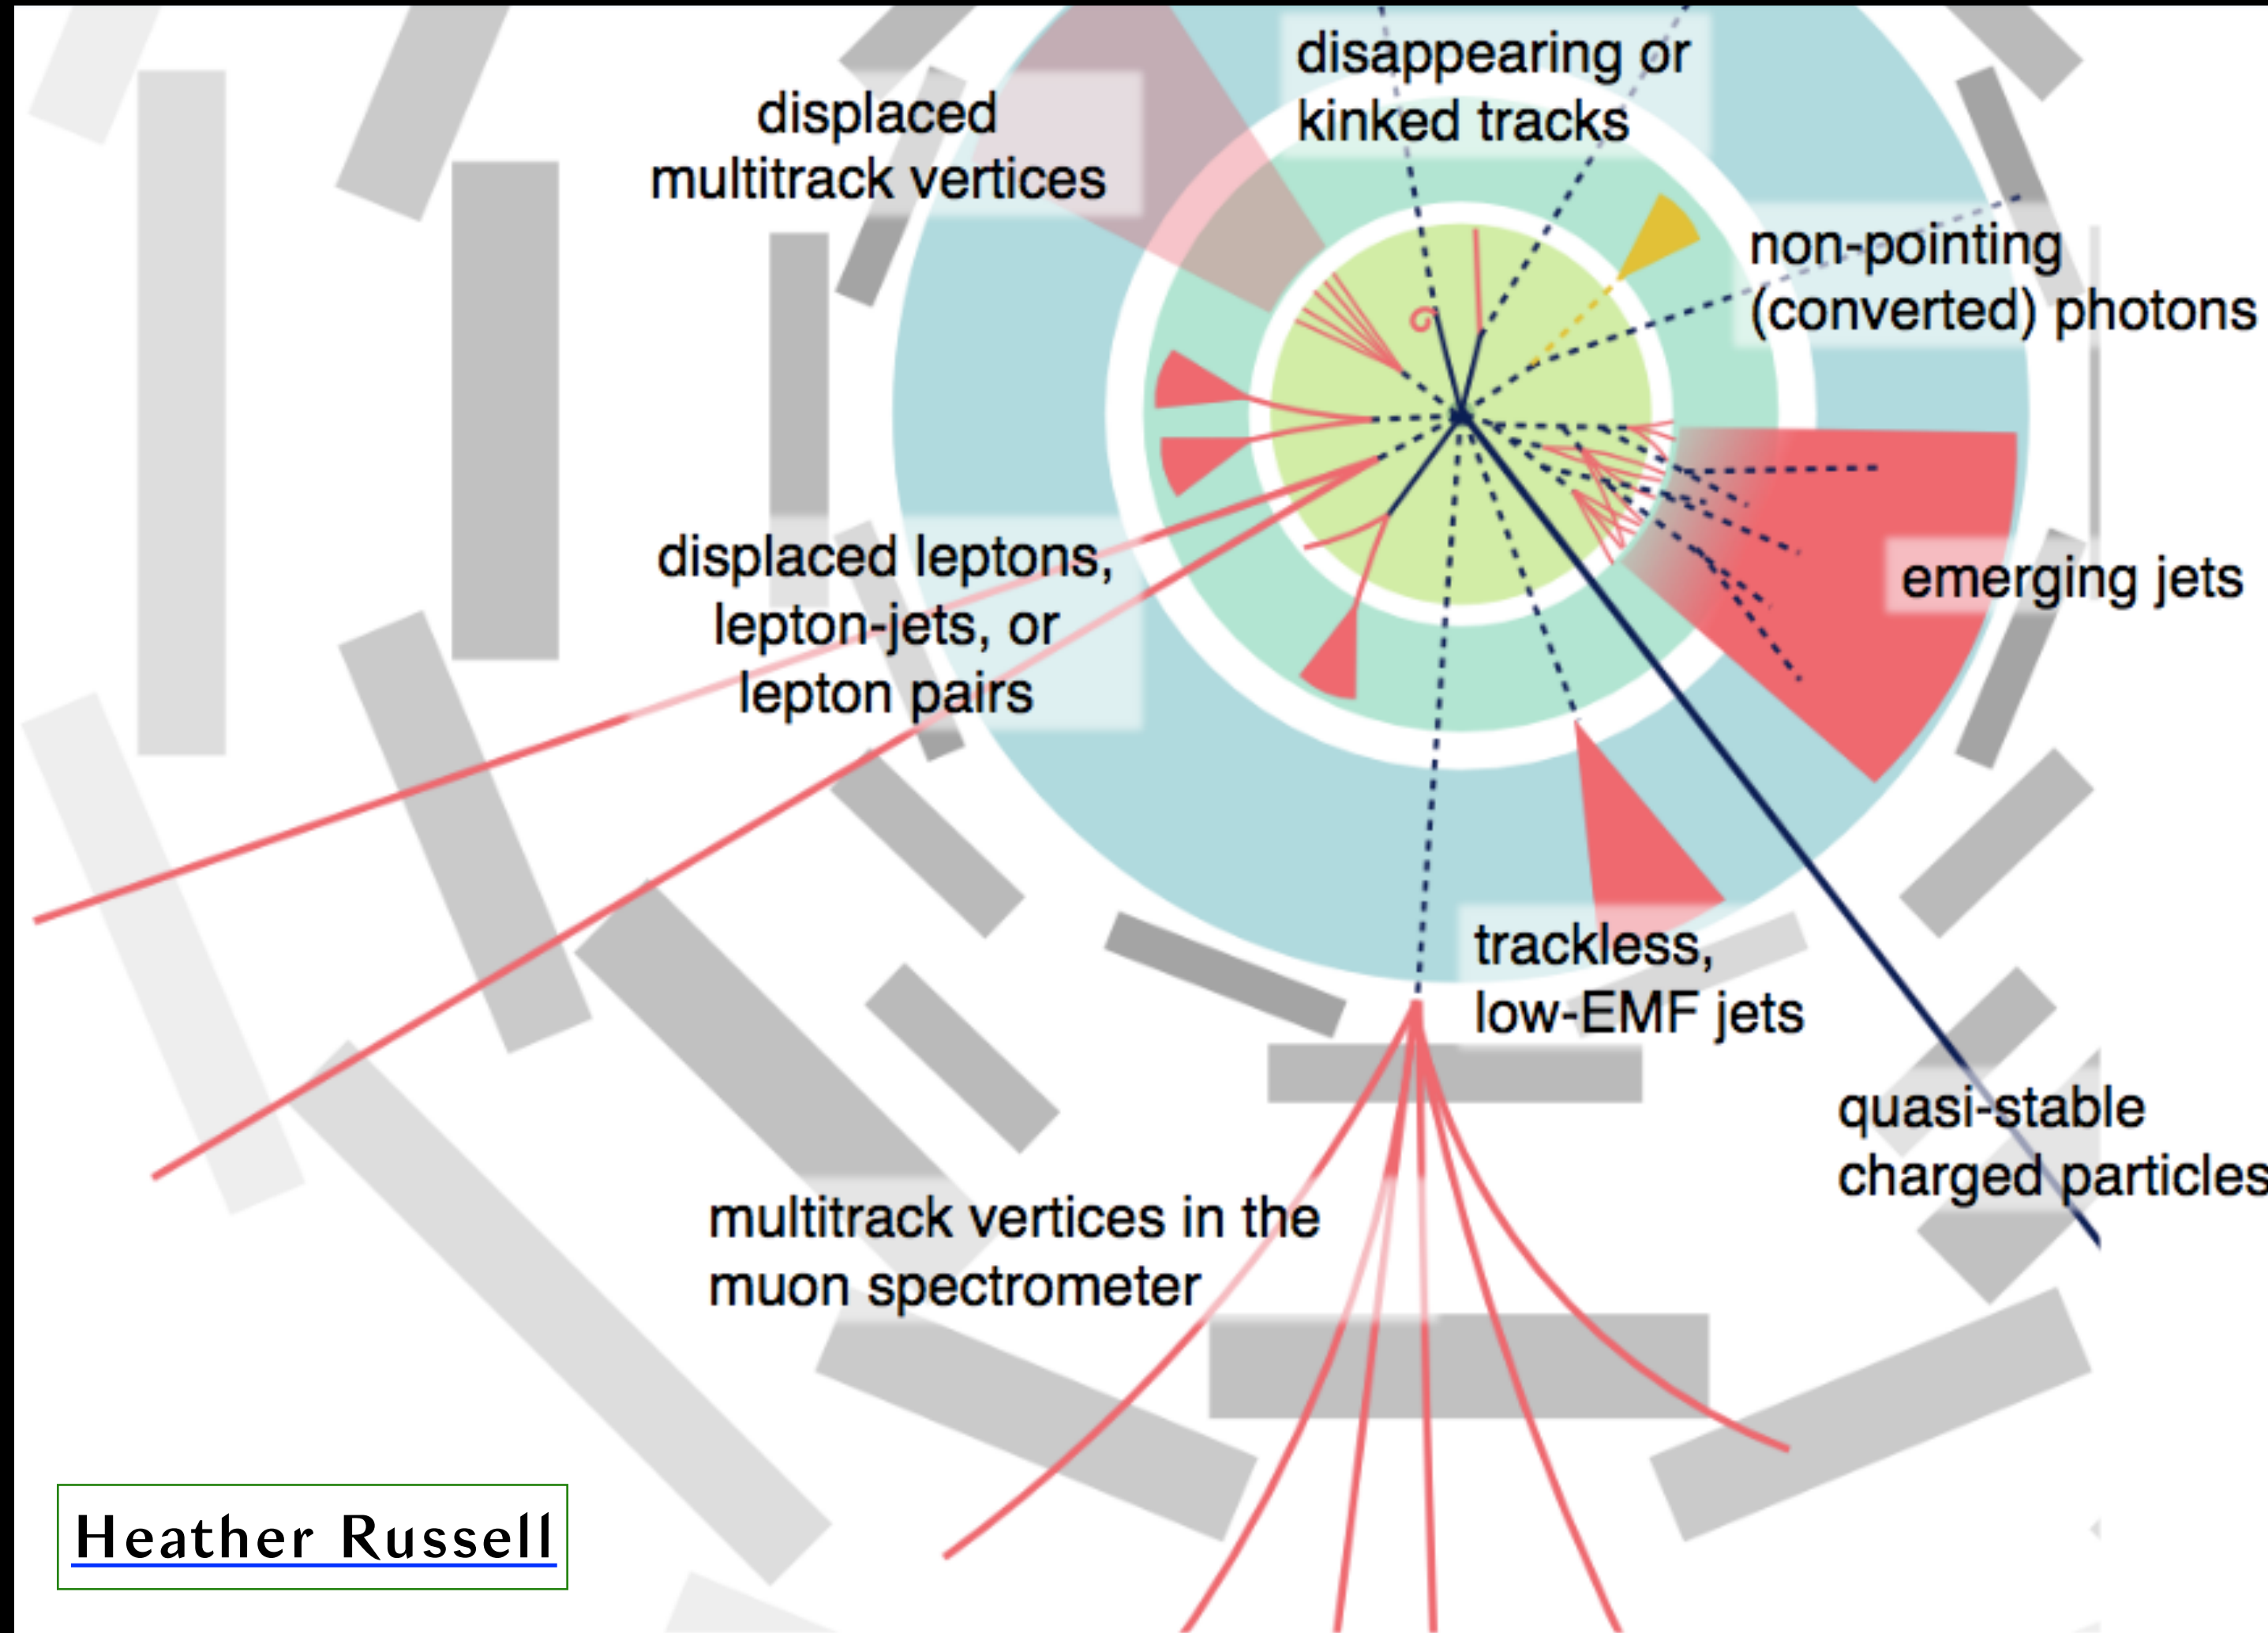 disappearing or
kinked tracks
displaced
multitrack vertices
non-pointing
(converted) photons
displaced leptons,
lepton-jets, or
lepton pairs
emerging jets
trackless,
low-EMF jets
quasi-stable
charged particles
multitrack vertices in the
muon spectrometer
Heather Russell